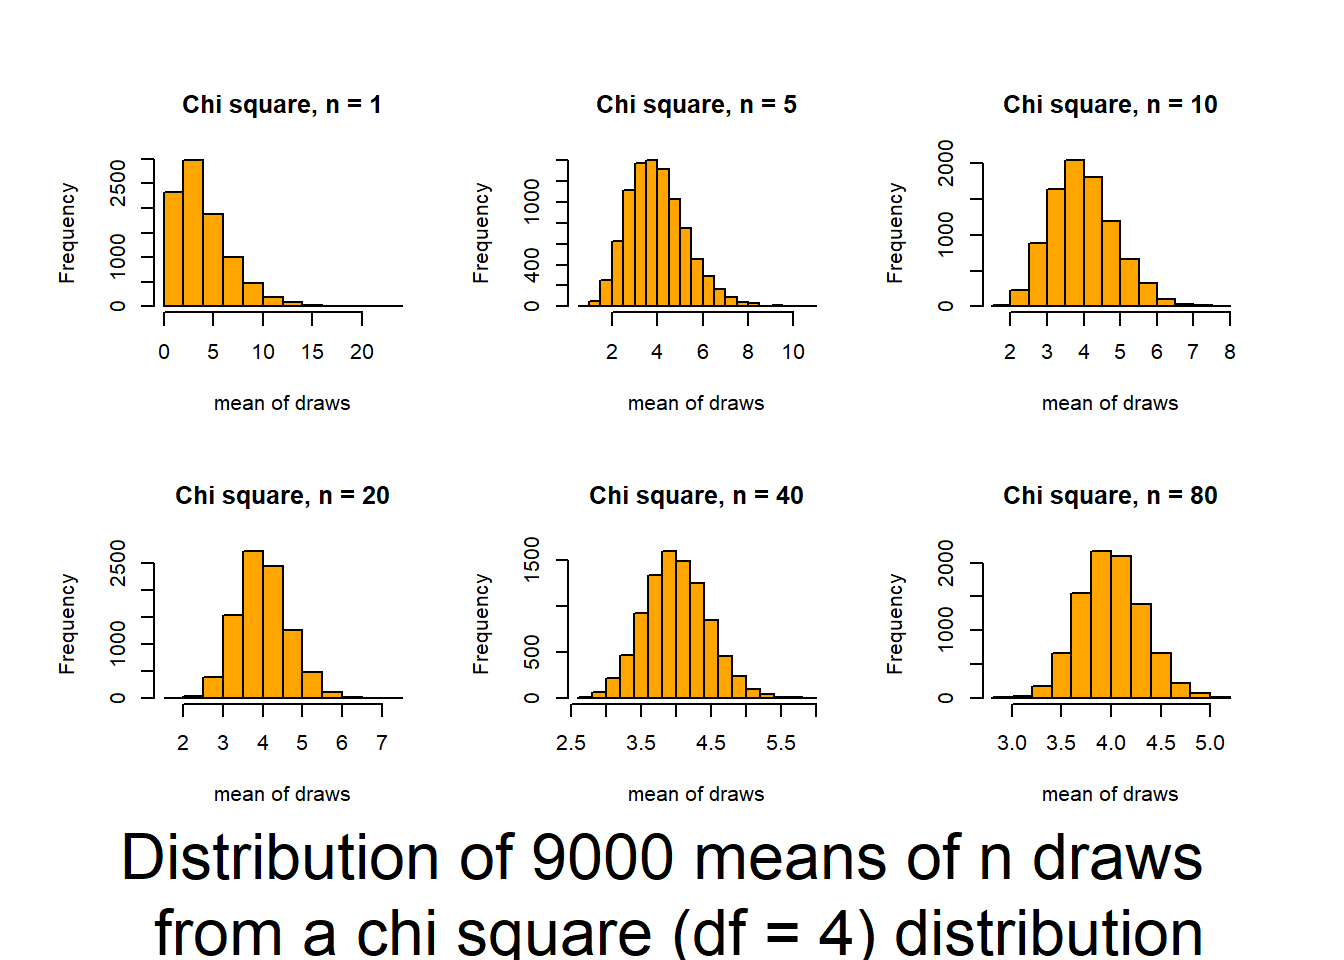 Chi square, n = 1
Frequency
0 1000 2500
0 5 10 15 20
mean of draws
Chi square, n = 5
Frequency
0 400 1000
2 4 6 8 10
mean of draws
Chi square, n = 10
Frequency
0 1000 2000
2 3 4 5 6 7 8
mean of draws
Chi square, n = 20
Frequency
0 1000 2500
2 3 4 5 6 7
mean of draws
Chi square, n = 40
Frequency
0 500 1500
2.5 3.5 4.5 5.5
mean of draws
Chi square, n = 80
Frequency
0 1000 2000
3.0 3.5 4.0 4.5 5.0
mean of draws
Distribution of 9000 means of n draws
from a chi square (df = 4) distribution